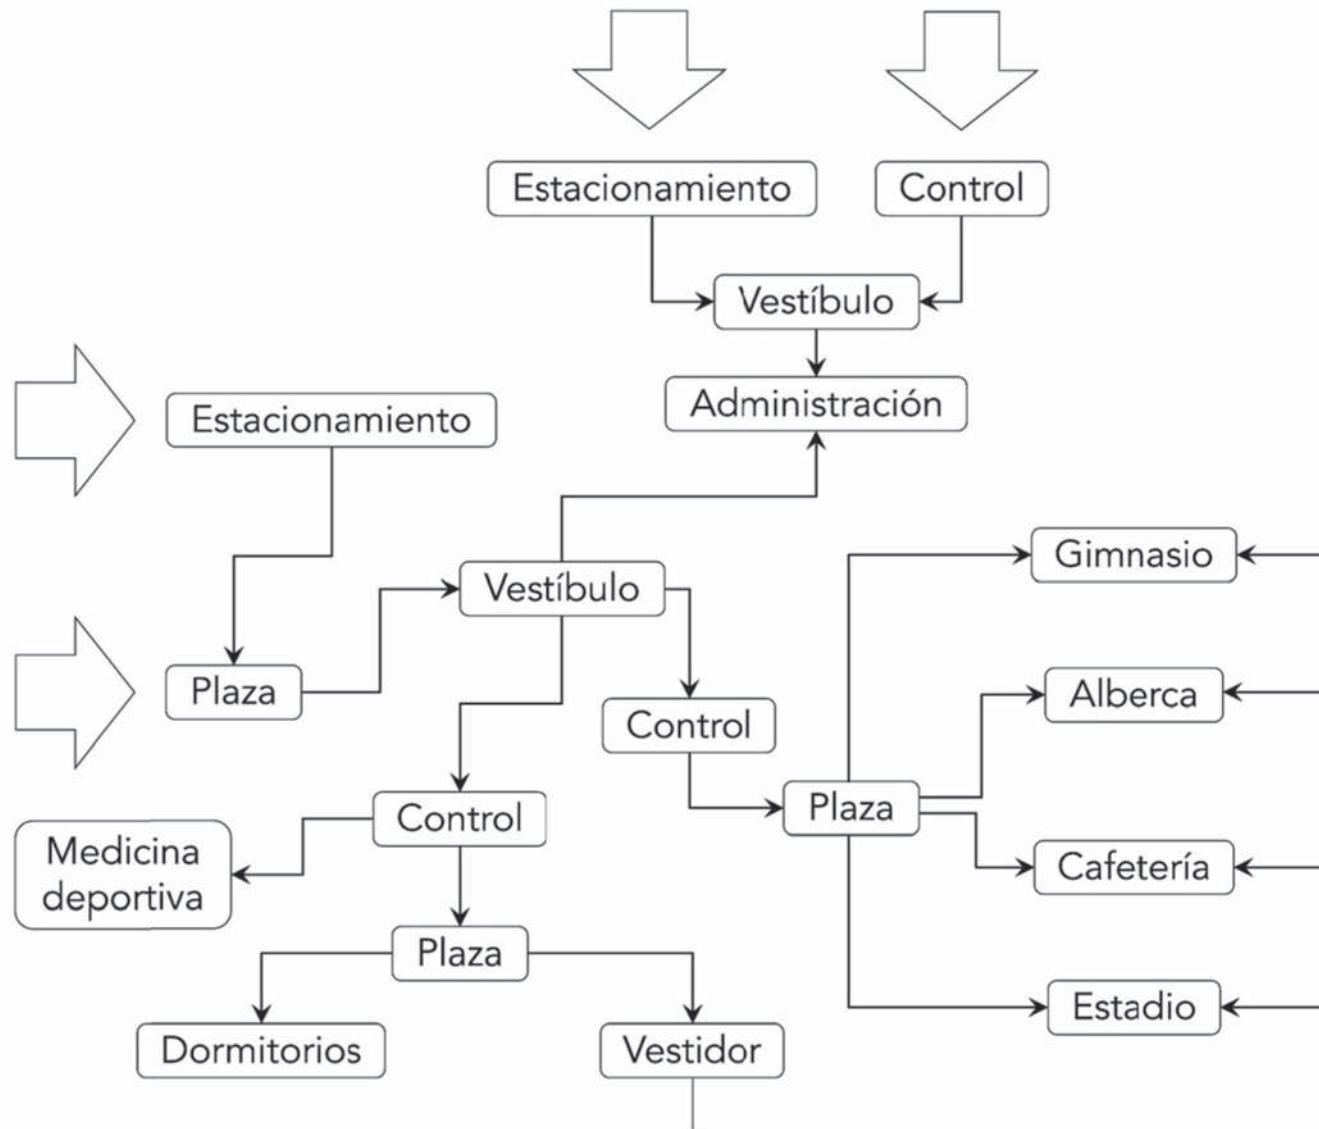 Estacionamiento
Control
Vestíbulo
Administración
Estacionamiento
Vestíbulo
Gimnasio
Plaza
Alberca
Control
Plaza
Control
Medicina
deportiva
Cafetería
Plaza
Estadio
Dormitorios
Vestidor